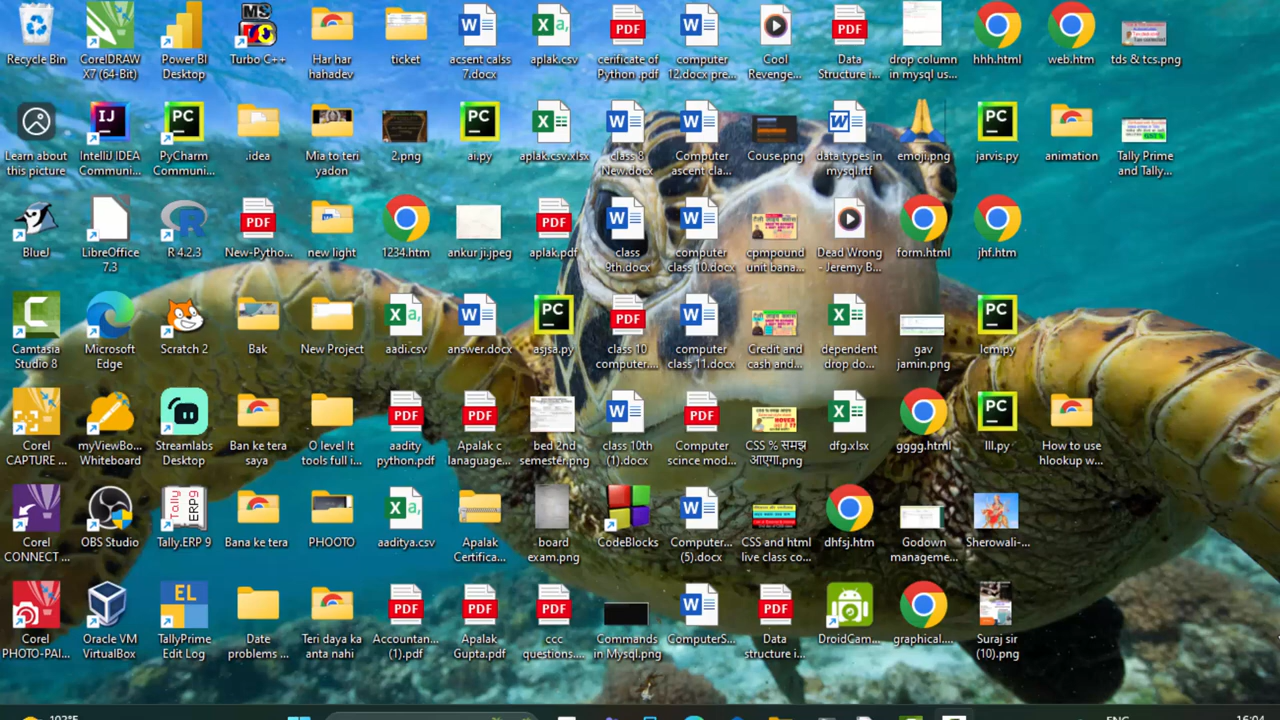 Recycle Bin
CorelDRAW
X7 (64-Bit)
Power BI
Desktop
Turbo C++
Har har
hahadev
ticket
acsent calss
7.docx
aplak.csv
cerificate of
Python .pdf
computer
12.docx pre...
Cool
Revenge...
Data
Structure i...
drop column
in mysql us...
hhh.html
web.htm
tds & tcs.png
Learn about
this picture
IntelliJ IDEA
Communi...
PyCharm
Communi...
.idea
Mia to teri
yadon
2.png
ai.py
aplak.csv.xlsx
class 8
New.docx
Computer
ascent cla...
Couse.png
data types in
mysql.rtf
emoji.png
jarvis.py
animation
Tally Prime
and Tally...
BlueJ
LibreOffice
7.3
R 4.2.3
New-Pytho...
new light
1234.htm
ankur ji.jpeg
aplak.pdf
class
9th.docx
computer
class 10.docx
cpmpound
unit bana...
Dead Wrong
- Jeremy B...
form.html
jhf.htm
Camtasia
Studio 8
Microsoft
Edge
Scratch 2
Bak
New Project
aadi.csv
answer.docx
asjsa.py
class 10
computer....
computer
class 11.docx
Credit and
cash and...
dependent
drop do...
gav
jamin.png
lcm.py
Corel
CAPTURE ...
myViewBo...
Whiteboard
Streamlabs
Desktop
Ban ke tera
saya
O level It
tools full i...
aadity
python.pdf
Apalak c
lanaguage...
bed 2nd
semester.png
class 10th
(1).docx
Computer
scince mod...
CSS % समझ
आएगा.png
dfg.xlsx
gggg.html
lll.py
How to use
hlookup w...
Corel
CONNECT ...
OBS Studio
Tally.ERP 9
Bana ke tera
PHOOTO
aaditya.csv
Apalak
Certifica...
board
exam.png
CodeBlocks
Computer...
(5).docx
CSS and html
live class co...
dhfsj.htm
Godown
manageme...
Sherowali-...
Corel
PHOTO-PAI...
Oracle VM
VirtualBox
TallyPrime
Edit Log
Date
problems ...
Teri daya ka
anta nahi
Accountan...
(1).pdf
Apalak
Gupta.pdf
ccc
questions....
Commands
in Mysql.png
ComputerS...
Data
structure i...
DroidCam...
graphical....
Suraj sir
(10).png
102°F
ENG
16:04